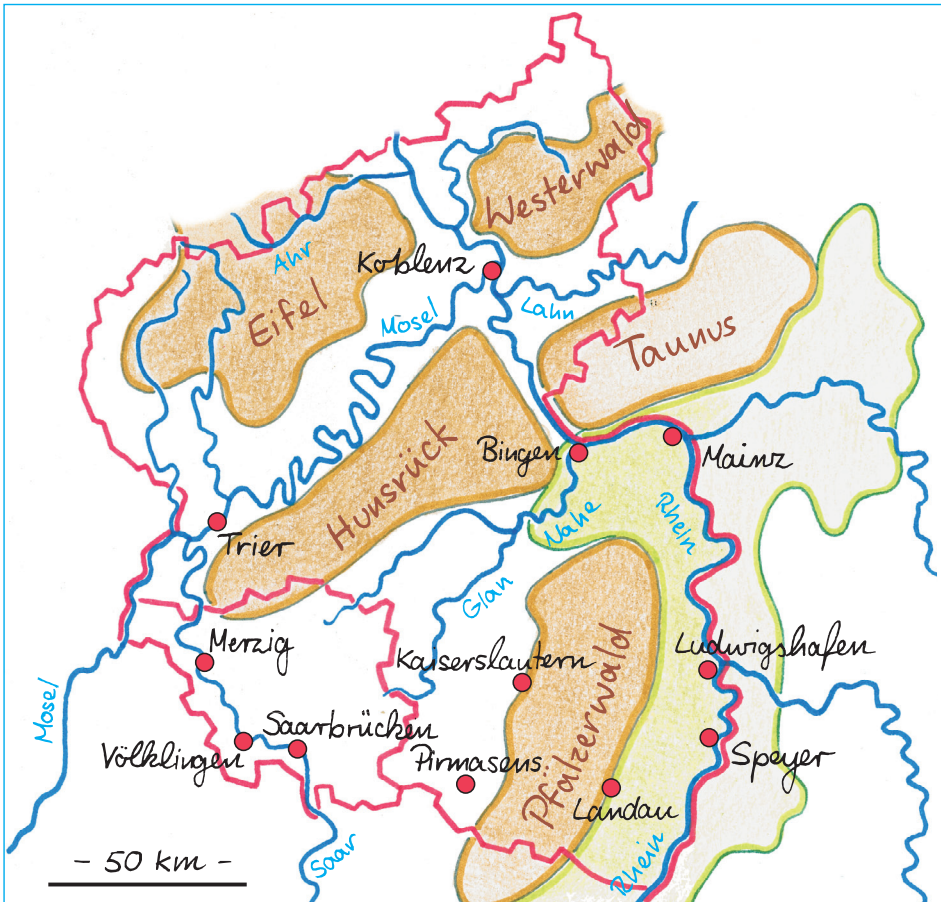 Westerwald
Ahr
Koblenz
Eifel
Mosel
Lahn
Taunus
Hunsrück
Bingen
Mainz
Nahe
Rhein
Trier
Glan
Merzig
Kaiserslautern
Ludwigshafen
Mosel
Saarbrücken
Völklingen
Pirmasens
Pfälzerwald
Speyer
Landau
Saar
Rhein
- 50 km -